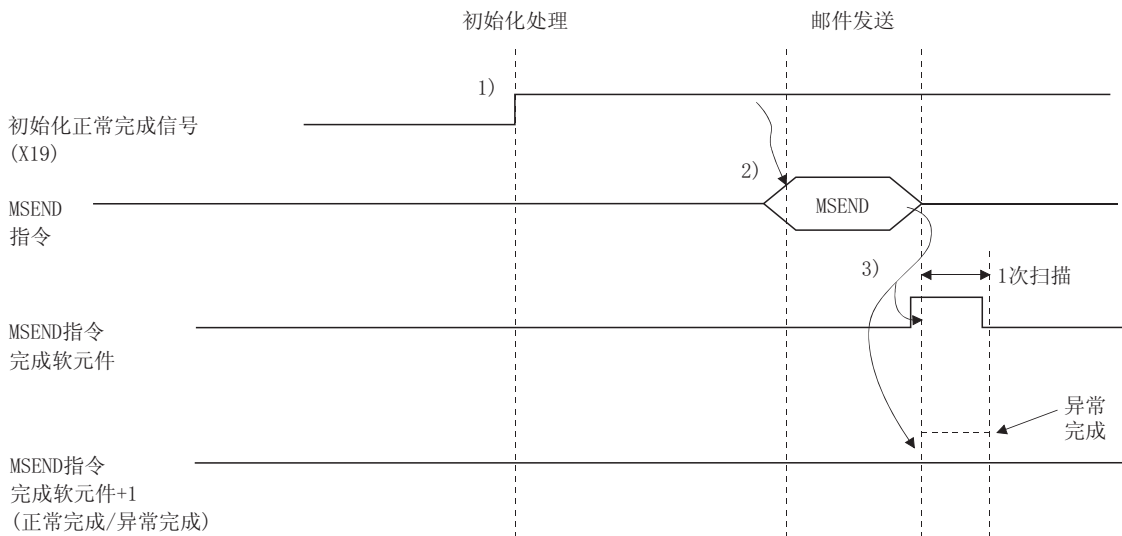 初始化处理
邮件发送
1)
初始化正常完成信号
(X19)
2)
MSEND
指令
MSEND
3)
1次扫描
MSEND指令
完成软元件
异常
完成
MSEND指令
完成软元件+1
(正常完成/异常完成)